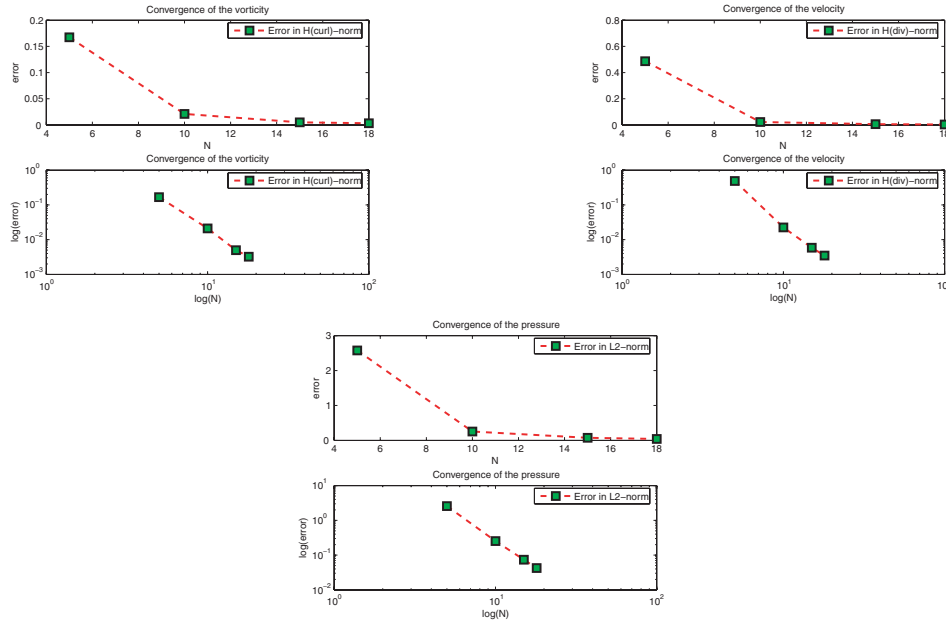 Convergence of the vorticity
error
0.2
0.15
0.1
0.05
0
Error in H(curl)−norm
4 6 8 10 12 14 16 18
N
Convergence of the vorticity
log(error)
10^0
10^−1
10^−2
10^−3
Error in H(curl)−norm
10^0 10^1 10^2
log(N)
Convergence of the velocity
error
0.8
0.6
0.4
0.2
0
Error in H(div)−norm
4 6 8 10 12 14 16 18
N
Convergence of the velocity
log(error)
10^0
10^−1
10^−2
10^−3
Error in H(div)−norm
10^0 10^1
log(N)
Convergence of the pressure
error
3
2
1
0
Error in L2−norm
4 6 8 10 12 14 16 18
N
Convergence of the pressure
log(error)
10^1
10^0
10^−1
10^−2
Error in L2−norm
10^0 10^1 10^2
log(N)